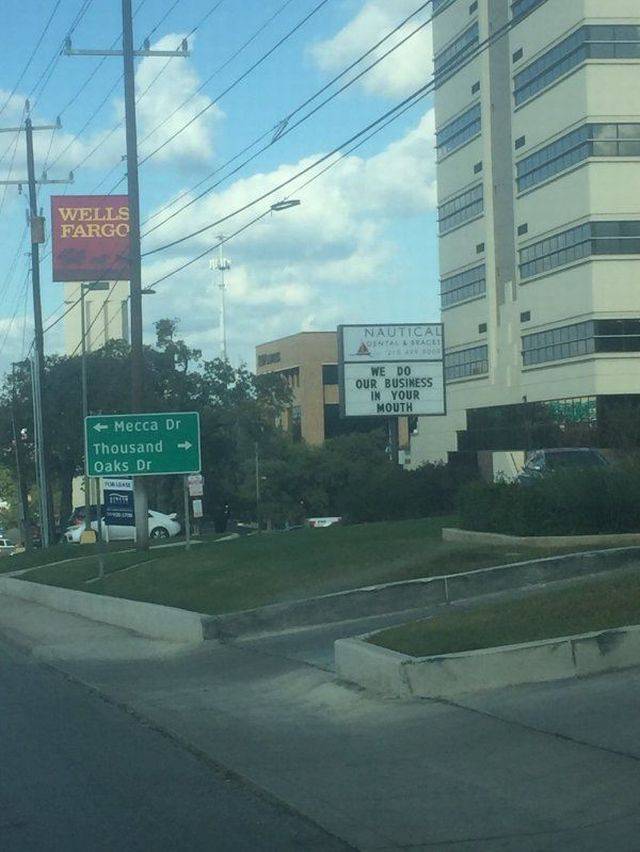 WELLS
FARGO
NAUTICAL
DENTAL & BRACES
WE DO
OUR BUSINESS
IN YOUR
MOUTH
← Mecca Dr
Thousand →
Oaks Dr
FOR LEASE